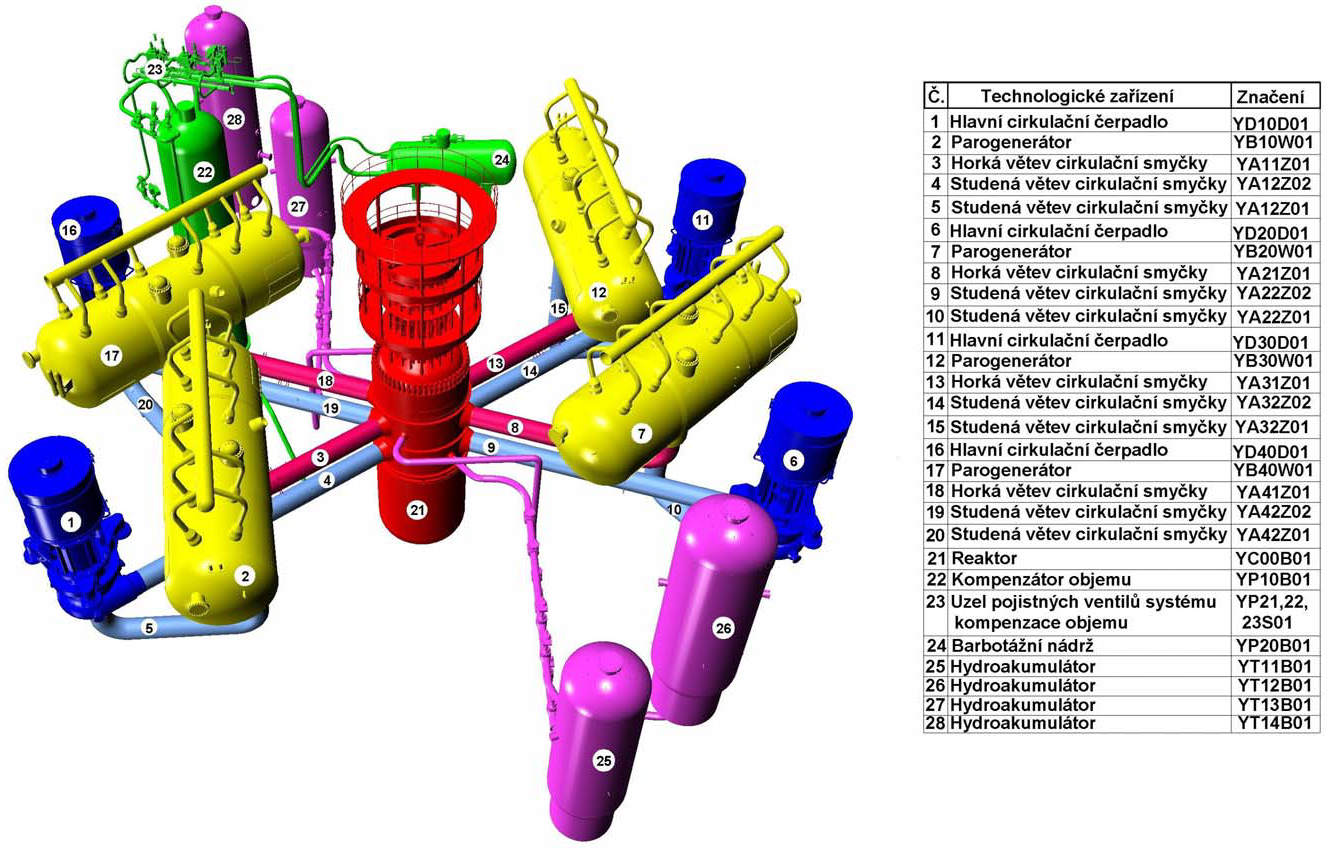 23
28
22
24
27
16
11
12
15
17
13
14
18
19
20
8
7
3
9
6
4
21
10
1
2
5
26
25
Č. Technologické zařízení Značení
1 Hlavní cirkulační čerpadlo YD10D01
2 Parogenerátor YB10W01
3 Horká větev cirkulační smyčky YA11Z01
4 Studená větev cirkulační smyčky YA12Z02
5 Studená větev cirkulační smyčky YA12Z01
6 Hlavní cirkulační čerpadlo YD20D01
7 Parogenerátor YB20W01
8 Horká větev cirkulační smyčky YA21Z01
9 Studená větev cirkulační smyčky YA22Z02
10 Studená větev cirkulační smyčky YA22Z01
11 Hlavní cirkulační čerpadlo YD30D01
12 Parogenerátor YB30W01
13 Horká větev cirkulační smyčky YA31Z01
14 Studená větev cirkulační smyčky YA32Z02
15 Studená větev cirkulační smyčky YA32Z01
16 Hlavní cirkulační čerpadlo YD40D01
17 Parogenerátor YB40W01
18 Horká větev cirkulační smyčky YA41Z01
19 Studená větev cirkulační smyčky YA42Z02
20 Studená větev cirkulační smyčky YA42Z01
21 Reaktor YC00B01
22 Kompenzátor objemu YP10B01
23 Uzel pojistných ventilů systému YP21,22,
kompenzace objemu 23S01
24 Barbotážní nádrž YP20B01
25 Hydroakumulátor YT11B01
26 Hydroakumulátor YT12B01
27 Hydroakumulátor YT13B01
28 Hydroakumulátor YT14B01